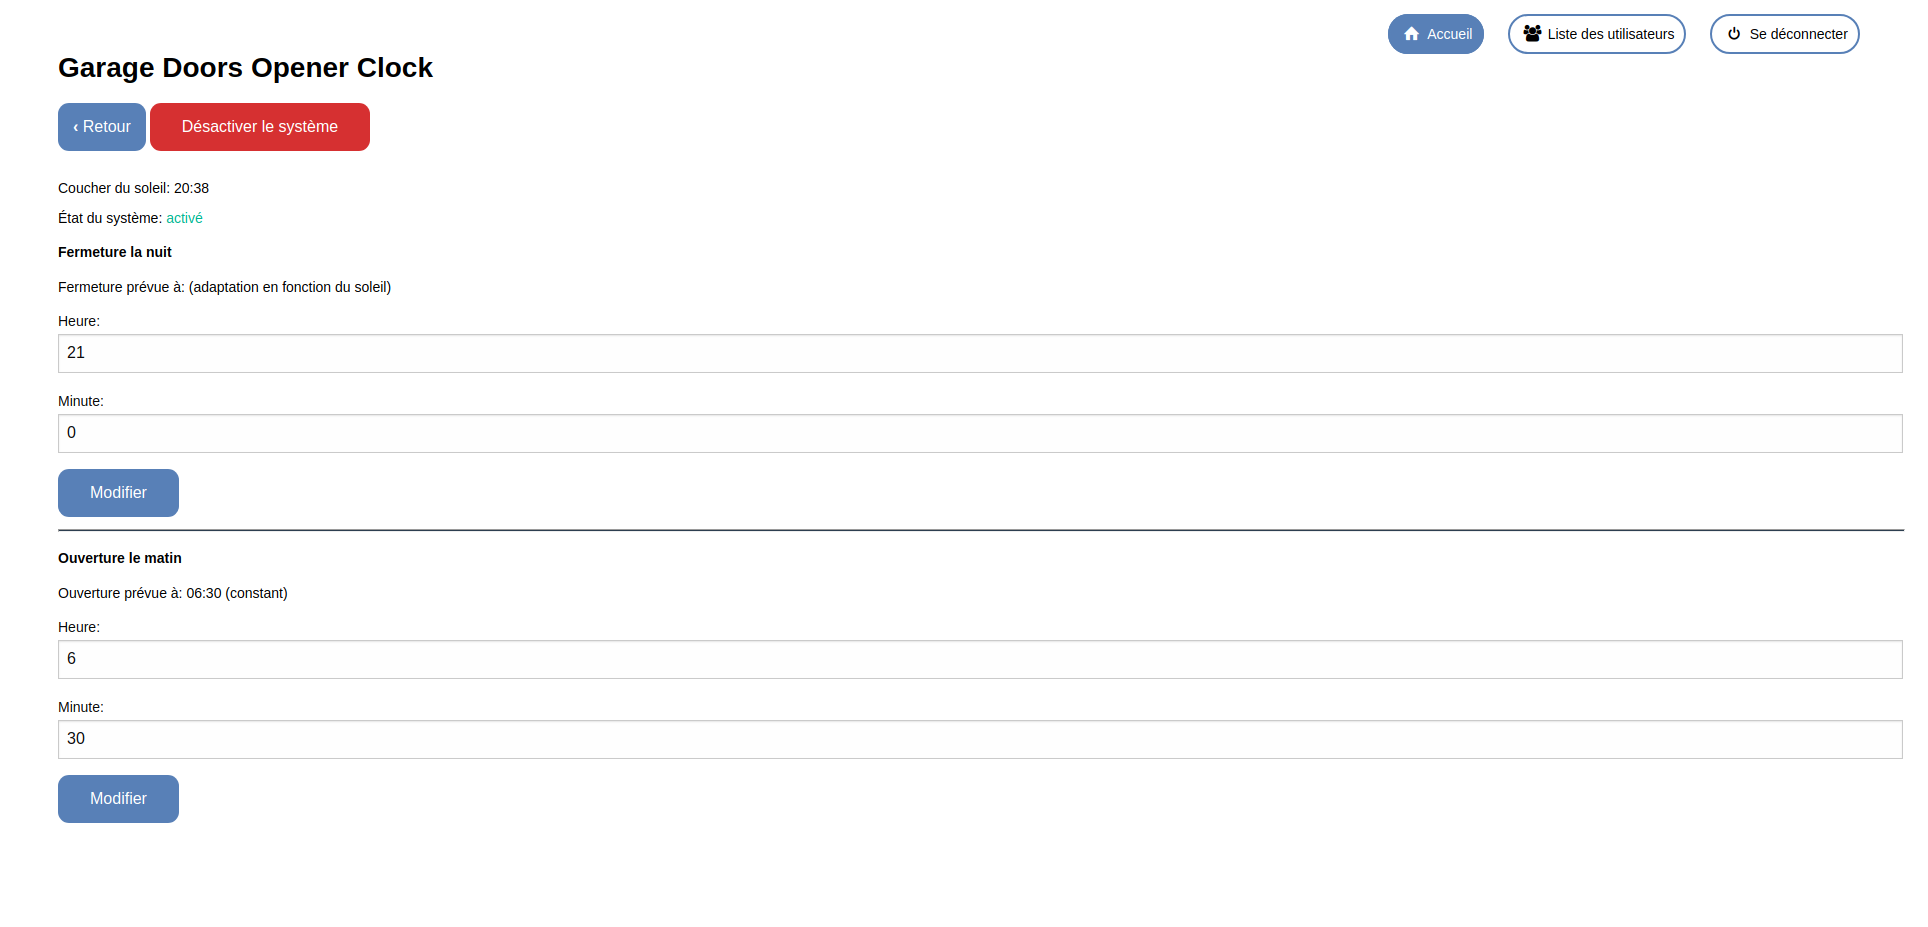 Accueil
Liste des utilisateurs
Se déconnecter
Garage Doors Opener Clock
‹ Retour
Désactiver le système
Coucher du soleil: 20:38
État du système: activé
Fermeture la nuit
Fermeture prévue à: (adaptation en fonction du soleil)
Heure:
21
Minute:
0
Modifier
Ouverture le matin
Ouverture prévue à: 06:30 (constant)
Heure:
6
Minute:
30
Modifier